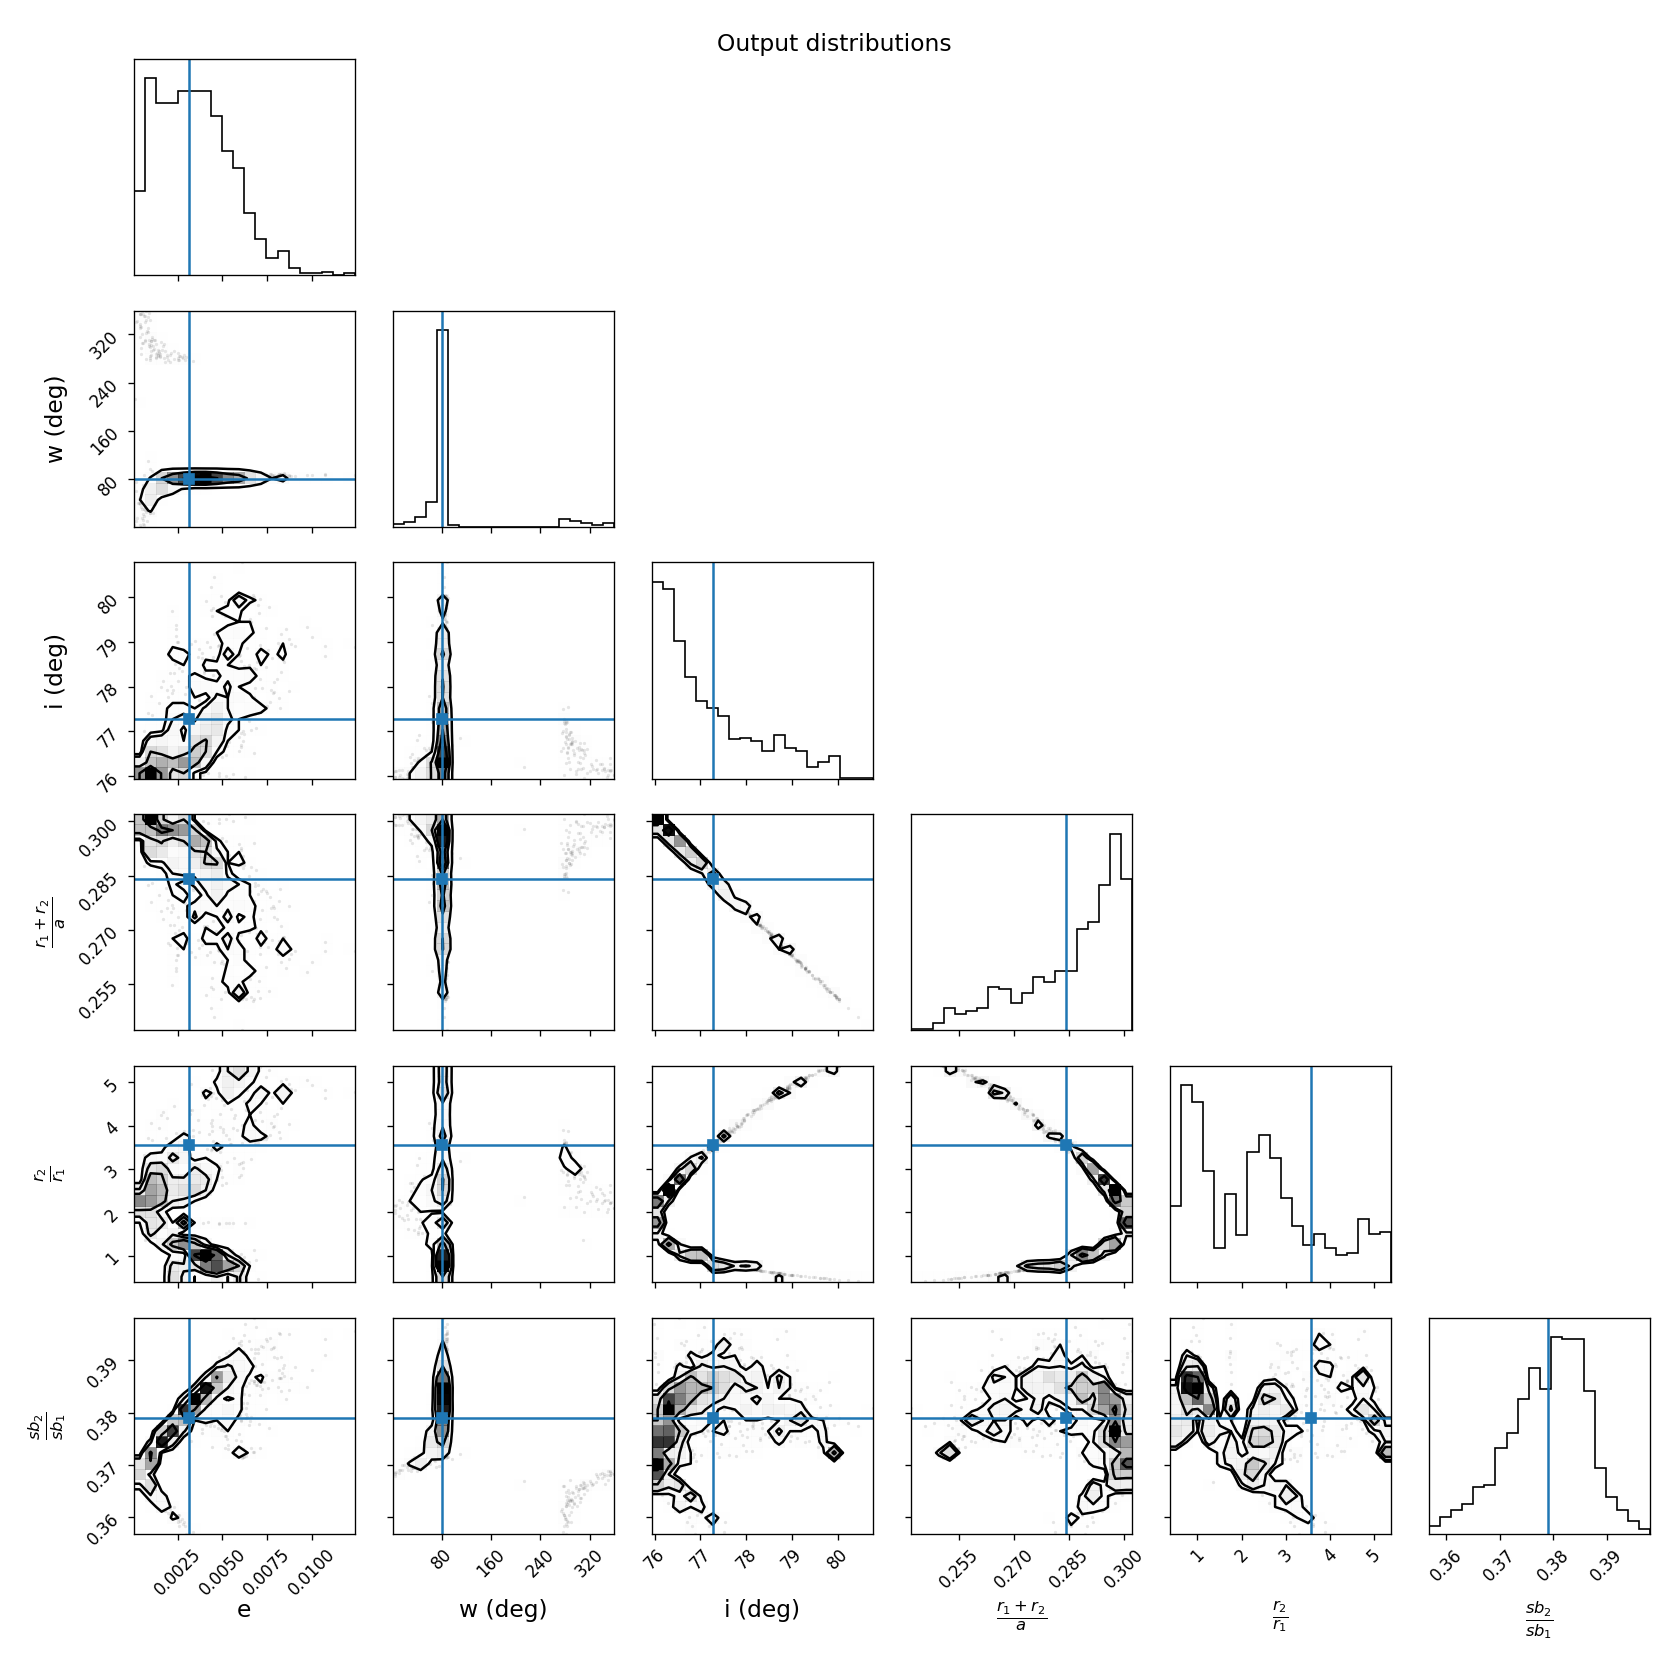 Output distributions
w (deg)
320
240
160
80
i (deg)
80
79
78
77
76
r1 + r2
a
0.300
0.285
0.270
0.255
r2
r1
5
4
3
2
1
sb2
sb1
0.39
0.38
0.37
0.36
0.0025 0.0050 0.0075 0.0100 80 160 240 320 76 77 78 79 80 0.255 0.270 0.285 0.300 1 2 3 4 5 0.36 0.37 0.38 0.39
e w (deg) i (deg) r1 + r2 r2 sb2
a r1 sb1